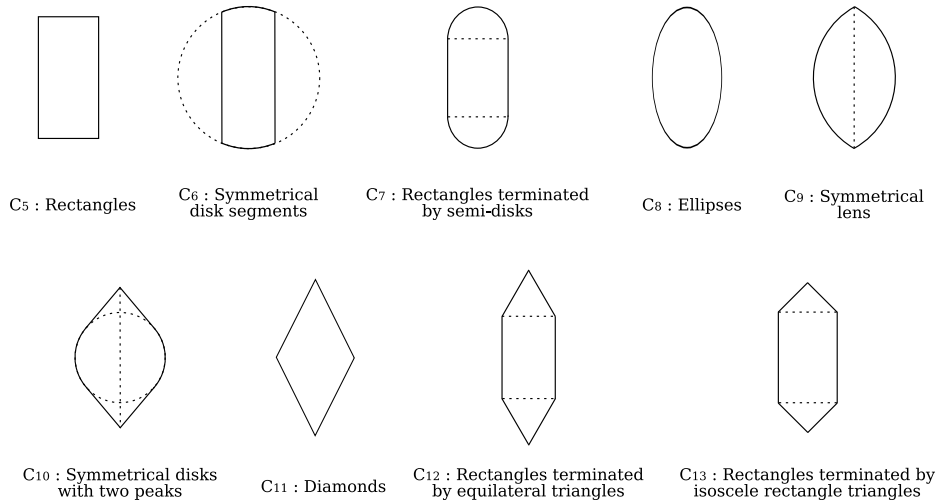 C5 : Rectangles
C6 : Symmetrical
disk segments
C7 : Rectangles terminated
by semi-disks
C8 : Ellipses
C9 : Symmetrical
lens
C10 : Symmetrical disks
with two peaks
C11 : Diamonds
C12 : Rectangles terminated
by equilateral triangles
C13 : Rectangles terminated by
isoscele rectangle triangles